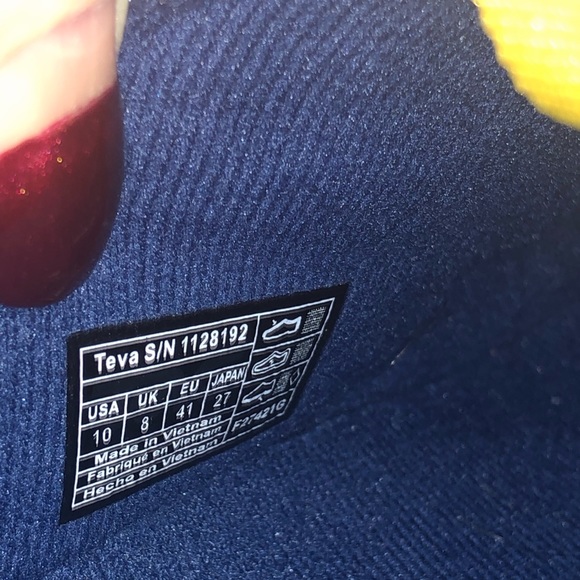 Teva S/N 1128192
USA UK EU JAPAN
10 8 41 27
Made in Vietnam
Fabriqué en Vietnam
Hecho en Vietnam
F27421G